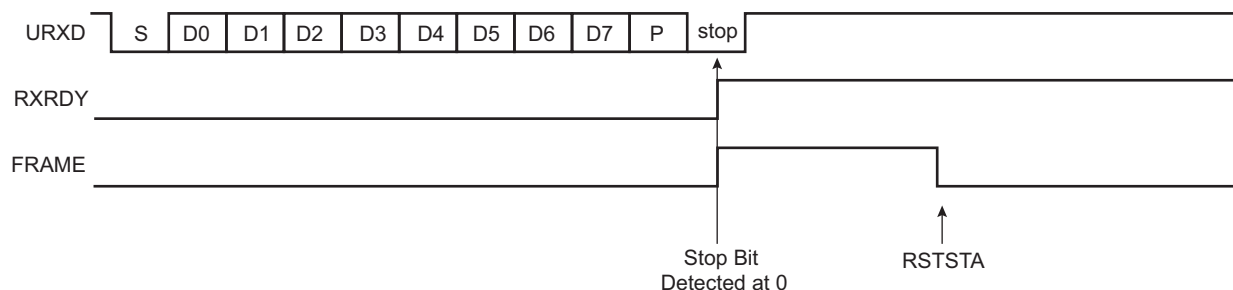 URXD S D0 D1 D2 D3 D4 D5 D6 D7 P stop
RXRDY
FRAME
Stop Bit
Detected at 0
RSTSTA